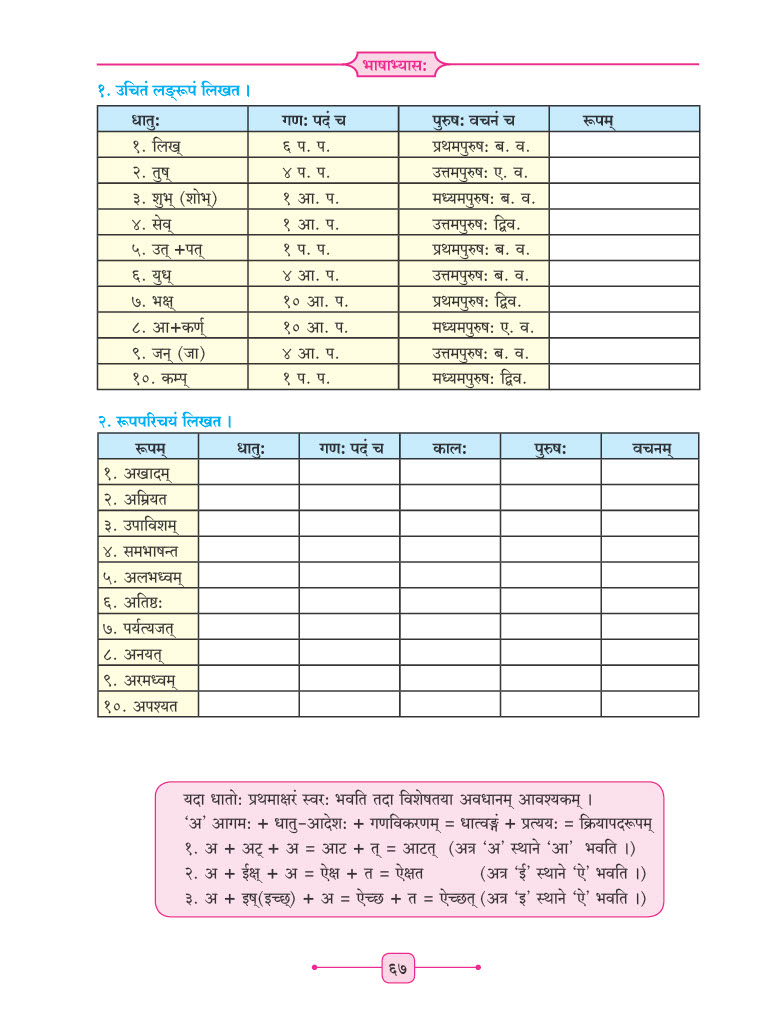 भाषाभ्यासः
१. उचितं लङ्रूपं लिखत ।
धातुः गणः पदं च पुरुषः वचनं च रूपम्
१. लिख् ६ प. प. प्रथमपुरुषः ब. व.
२. तुष् ४ प. प. उत्तमपुरुषः ए. व.
३. शुभ् (शोभ्) १ आ. प. मध्यमपुरुषः ब. व.
४. सेव् १ आ. प. उत्तमपुरुषः द्विव.
५. उत् +पत् १ प. प. प्रथमपुरुषः ब. व.
६. युध् ४ आ. प. उत्तमपुरुषः ब. व.
७. भक्ष् १० आ. प. प्रथमपुरुषः द्विव.
८. आ+कर्ण् १० आ. प. मध्यमपुरुषः ए. व.
९. जन् (जा) ४ आ. प. उत्तमपुरुषः ब. व.
१०. कम्प् १ प. प. मध्यमपुरुषः द्विव.
२. रूपपरिचयं लिखत ।
रूपम् धातुः गणः पदं च कालः पुरुषः वचनम्
१. अखादम्
२. अम्रियत
३. उपाविशम्
४. समभाषन्त
५. अलभध्वम्
६. अतिष्ठः
७. पर्यत्यजत्
८. अनयत्
९. अरमध्वम्
१०. अपश्यत
यदा धातोः प्रथमाक्षरं स्वरः भवति तदा विशेषतया अवधानम् आवश्यकम् ।
‘अ’ आगमः + धातु-आदेशः + गणविकरणम् = धात्वङ्गं + प्रत्ययः = क्रियापदरूपम्
१. अ + अट् + अ = आट + त् = आटत् (अत्र ‘अ’ स्थाने ‘आ’ भवति ।)
२. अ + ईक्ष् + अ = ऐक्ष + त = ऐक्षत (अत्र ‘ई’ स्थाने ‘ऐ’ भवति ।)
३. अ + इष्(इच्छ्) + अ = ऐच्छ + त = ऐच्छत् (अत्र ‘इ’ स्थाने ‘ऐ’ भवति ।)
६७